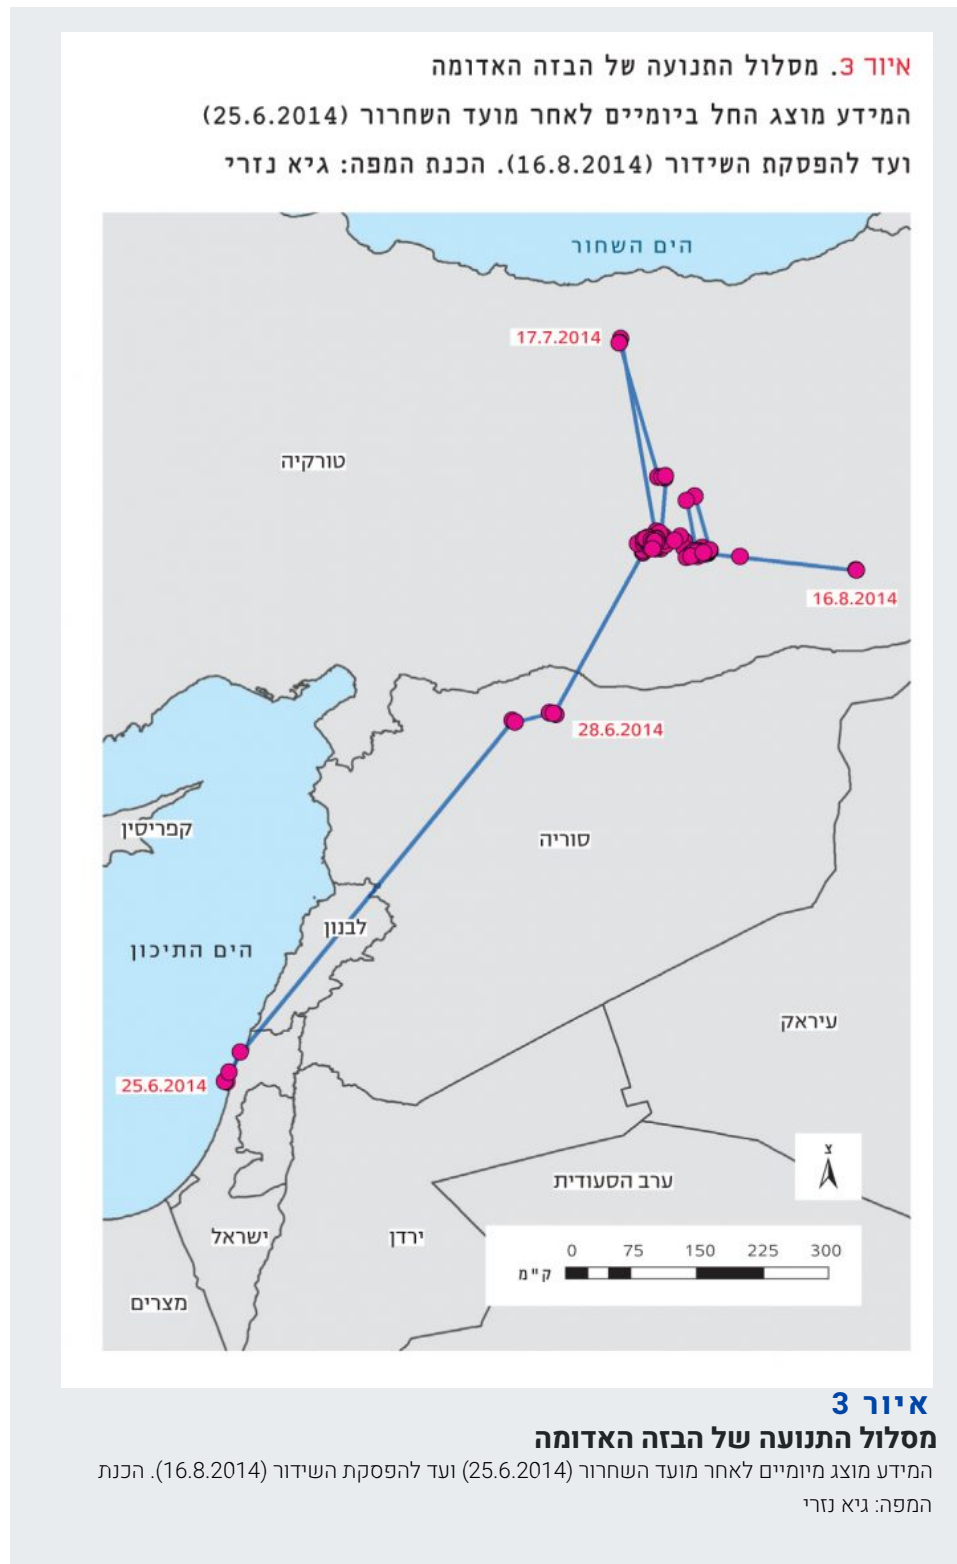 איור 3. מסלול התנועה של הבזה האדומה
המידע מוצג החל ביומיים לאחר מועד השחרור (25.6.2014)
ועד להפסקת השידור (16.8.2014). הכנת המפה: גיא נזרי
הים השחור
17.7.2014
טורקיה
16.8.2014
28.6.2014
קפריסין
סוריה
לבנון
הים התיכון
עיראק
25.6.2014
צ
ערב הסעודית
ישראל
ירדן
0 75 150 225 300
ק"מ
מצרים
איור 3
מסלול התנועה של הבזה האדומה
המידע מוצג מיומיים לאחר מועד השחרור (25.6.2014) ועד להפסקת השידור (16.8.2014). הכנת
המפה: גיא נזרי